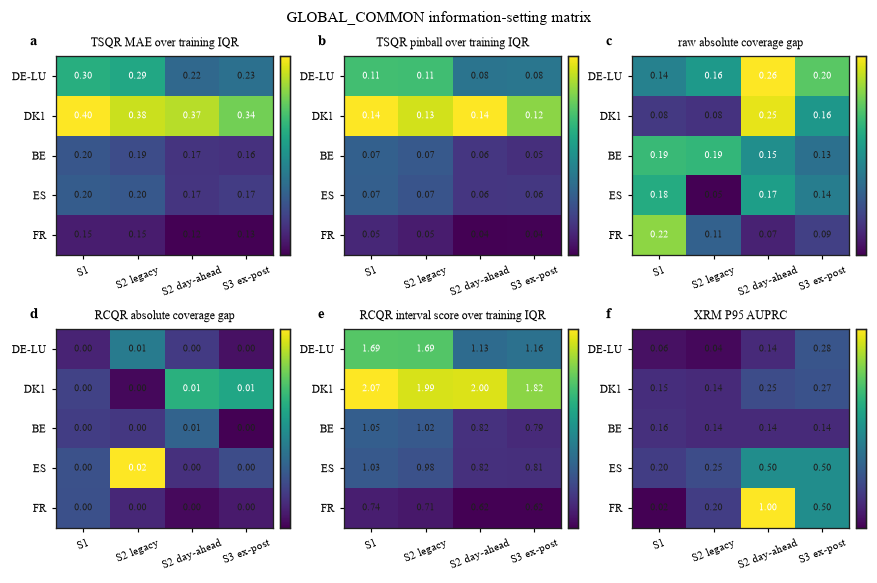 GLOBAL_COMMON information-setting matrix
a TSQR MAE over training IQR
DE-LU 0.30 0.29 0.22 0.23
DK1 0.40 0.38 0.37 0.34
BE 0.20 0.19 0.17 0.16
ES 0.20 0.20 0.17 0.17
FR 0.15 0.15
S1 S2 legacy S2 day-ahead S3 ex-post
b TSQR pinball over training IQR
DE-LU 0.11 0.11 0.08 0.08
DK1 0.14 0.13 0.14 0.12
BE 0.07 0.07 0.06 0.05
ES 0.07 0.07 0.06 0.06
FR 0.05 0.05
S1 S2 legacy S2 day-ahead S3 ex-post
c raw absolute coverage gap
DE-LU 0.14 0.16 0.26 0.20
DK1 0.08 0.08 0.25 0.16
BE 0.19 0.19 0.15 0.13
ES 0.18 0.17 0.14
FR 0.22 0.11 0.07 0.09
S1 S2 legacy S2 day-ahead S3 ex-post
d RCQR absolute coverage gap
DE-LU 0.00 0.01 0.00 0.00
DK1 0.00 0.01 0.01
BE 0.00 0.00 0.01
ES 0.00 0.02 0.00 0.00
FR 0.00 0.00 0.00
S1 S2 legacy S2 day-ahead S3 ex-post
e RCQR interval score over training IQR
DE-LU 1.69 1.69 1.13 1.16
DK1 2.07 1.99 2.00 1.82
BE 1.05 1.02 0.82 0.79
ES 1.03 0.98 0.82 0.81
FR 0.74 0.71
S1 S2 legacy S2 day-ahead S3 ex-post
f XRM P95 AUPRC
DE-LU 0.14 0.28
DK1 0.15 0.14 0.25 0.27
BE 0.16 0.14 0.14 0.14
ES 0.20 0.25 0.50 0.50
FR 0.20 1.00 0.50
S1 S2 legacy S2 day-ahead S3 ex-post